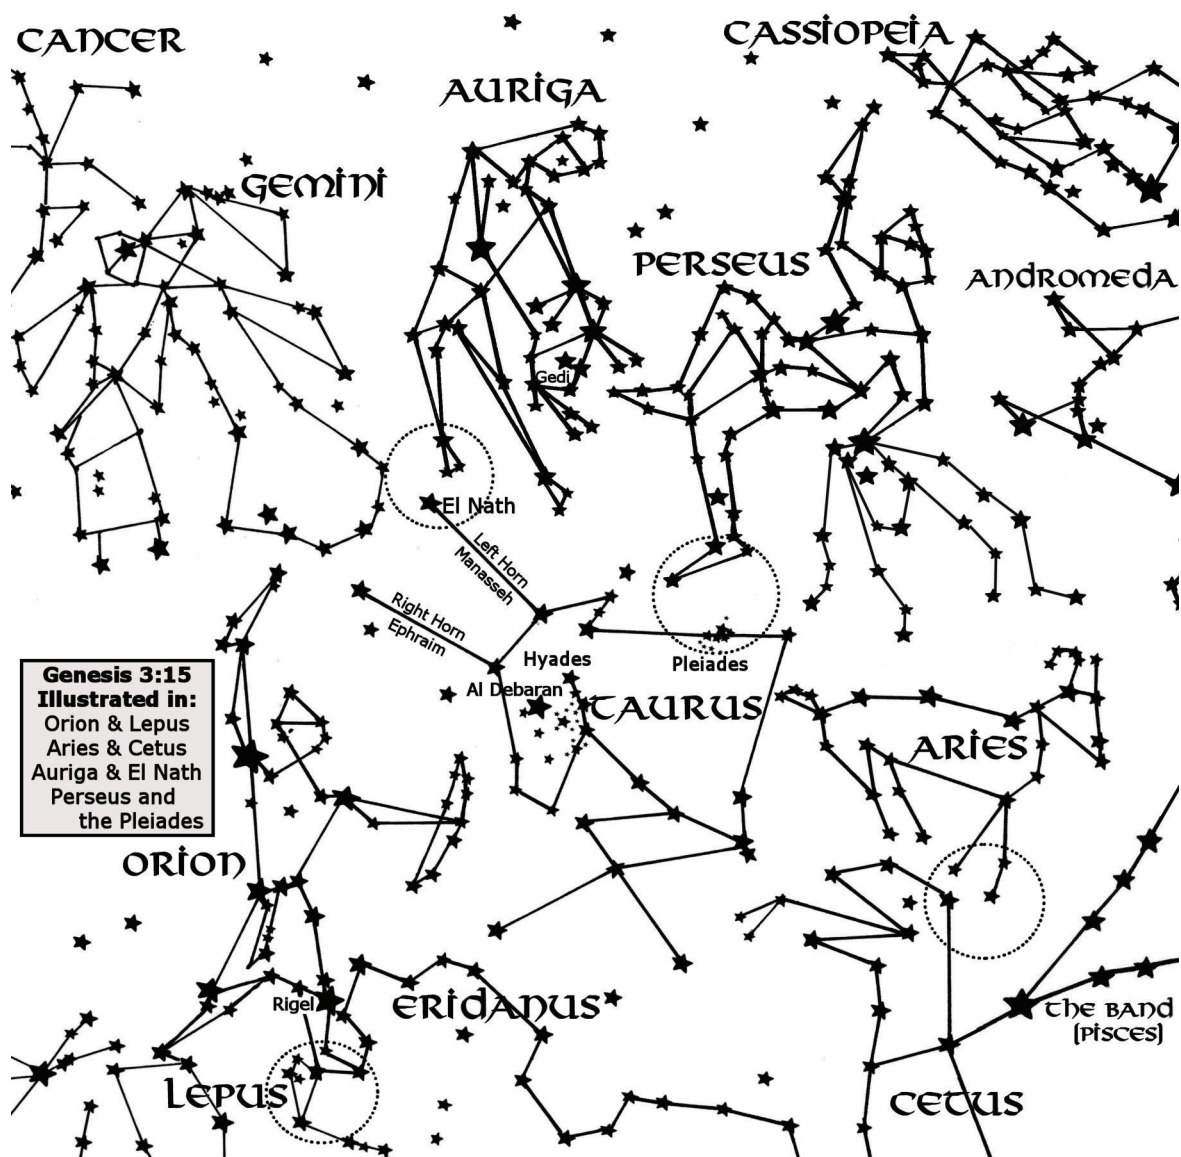 CANCER
CASSIOPEIA
AURIGA
GEMINI
PERSEUS
ANDROMEDA
Gedi
El Nath
Left Horn
Manasseh
Right Horn
Ephraim
Hyades
Pleiades
Al Debaran
TAURUS
Genesis 3:15
Illustrated in:
Orion & Lepus
Aries & Cetus
Auriga & El Nath
Perseus and
the Pleiades
ARIES
ORION
Rigel
ERIDANUS
THE BAND
(PISCES)
LEPUS
CETUS